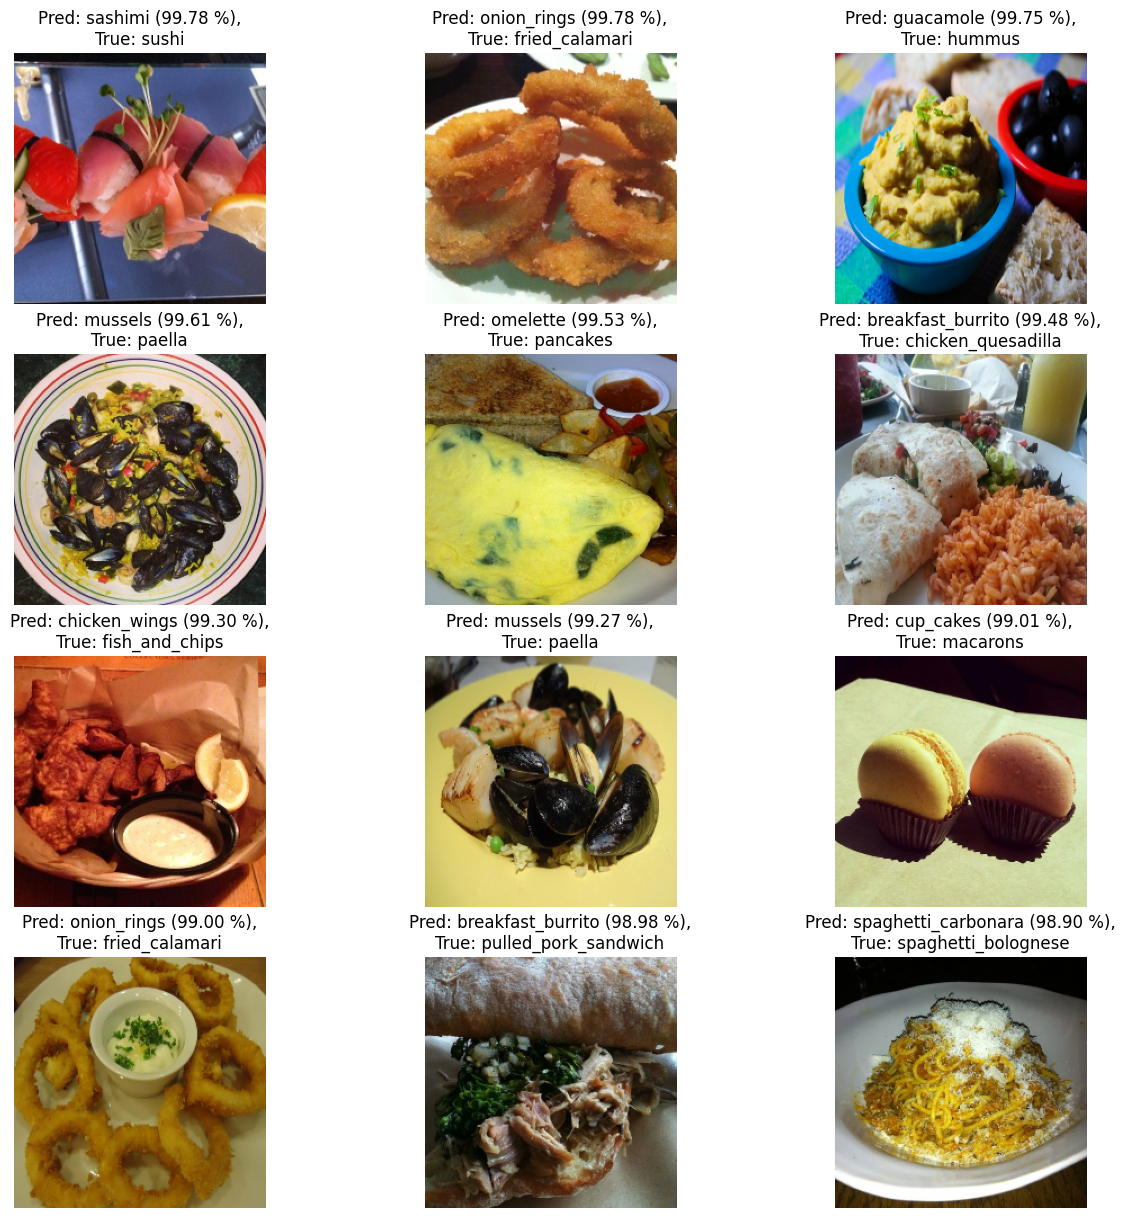 Pred: sashimi (99.78 %),
True: sushi
Pred: onion_rings (99.78 %),
True: fried_calamari
Pred: guacamole (99.75 %),
True: hummus
Pred: mussels (99.61 %),
True: paella
Pred: omelette (99.53 %),
True: pancakes
Pred: breakfast_burrito (99.48 %),
True: chicken_quesadilla
Pred: chicken_wings (99.30 %),
True: fish_and_chips
Pred: mussels (99.27 %),
True: paella
Pred: cup_cakes (99.01 %),
True: macarons
Pred: onion_rings (99.00 %),
True: fried_calamari
Pred: breakfast_burrito (98.98 %),
True: pulled_pork_sandwich
Pred: spaghetti_carbonara (98.90 %),
True: spaghetti_bolognese